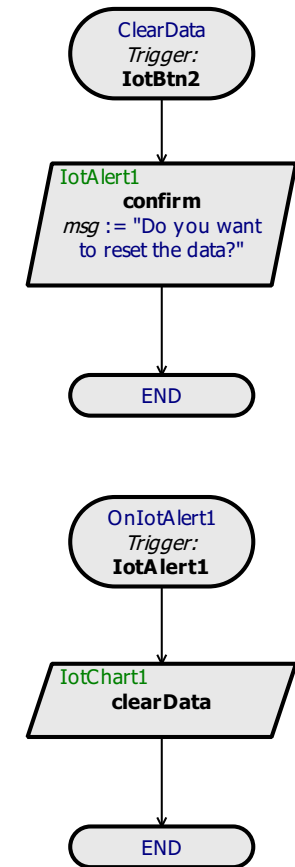 ClearData
Trigger:
IotBtn2
IotAlert1
confirm
msg := "Do you want
to reset the data?"
END
OnIotAlert1
Trigger:
IotAlert1
IotChart1
clearData
END